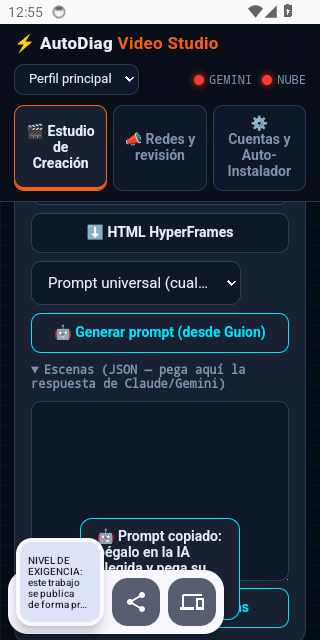 12:55
⚡ AutoDiag Video Studio
Perfil principal
GEMINI
NUBE
🎬 Estudio
de
Creación
📣 Redes y
revisión
⚙️
Cuentas y
Auto-
Instalador
⬇️ HTML HyperFrames
Prompt universal (cual...
🤖 Generar prompt (desde Guion)
▼ Escenas (JSON — pega aquí la
respuesta de Claude/Gemini)
🤖 Prompt copiado:
pégalo en la IA
elegida y pega su
NIVEL DE
EXIGENCIA:
este trabajo
se publica
de forma pr...